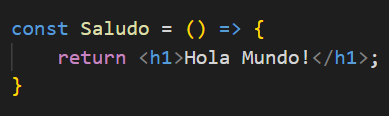 const Saludo = () => {
    return <h1>Hola Mundo!</h1>;
}